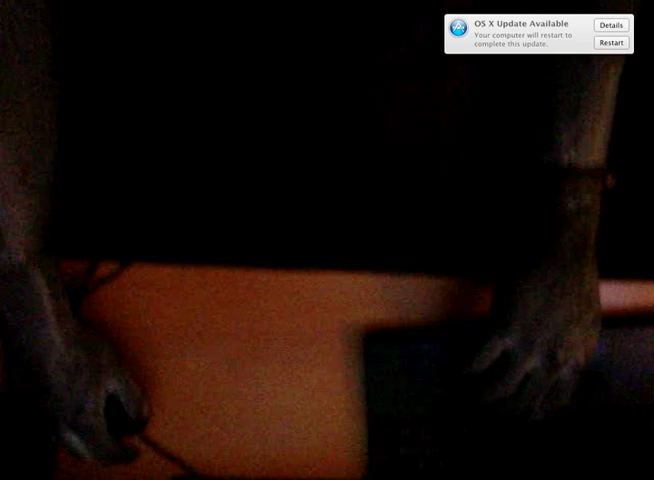 OS X Update Available
Details
Your computer will restart to
complete this update.
Restart